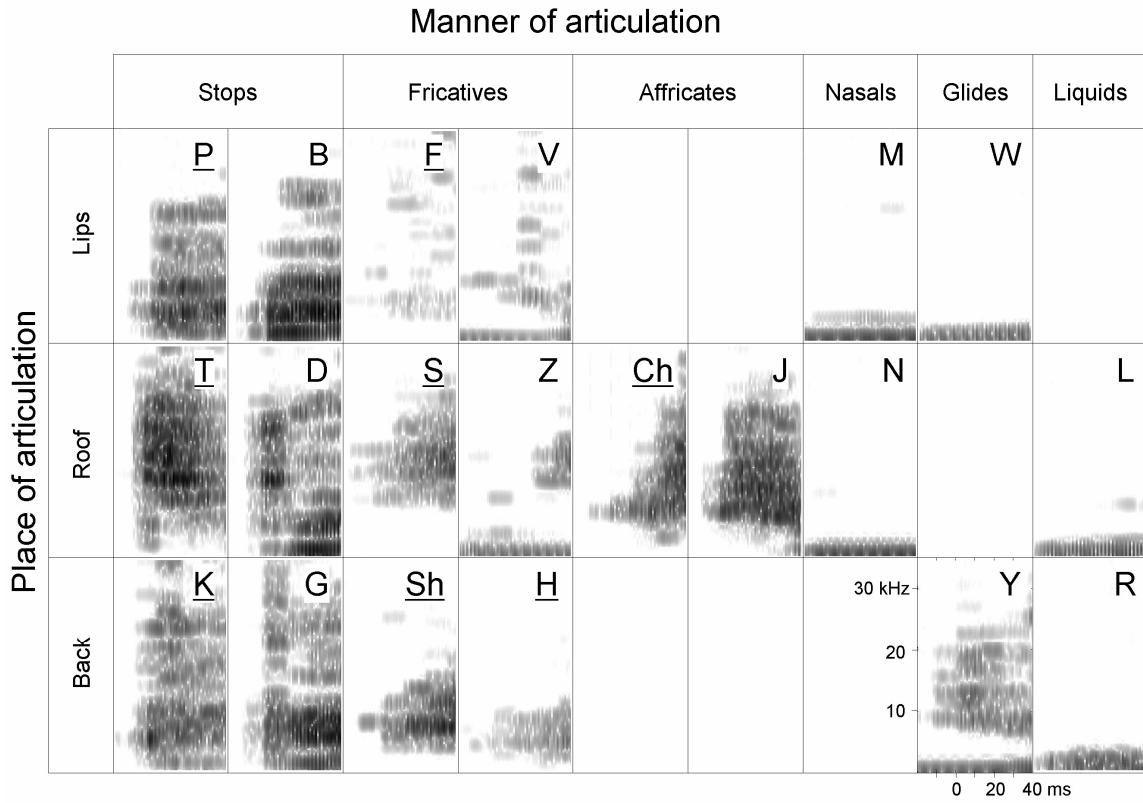 Manner of articulation
Stops Fricatives Affricates Nasals Glides Liquids
Place of articulation
Lips
P B F V M W
Roof
T D S Z Ch J N L
Back
K G Sh H Y R
30 kHz
20
10
0 20 40 ms